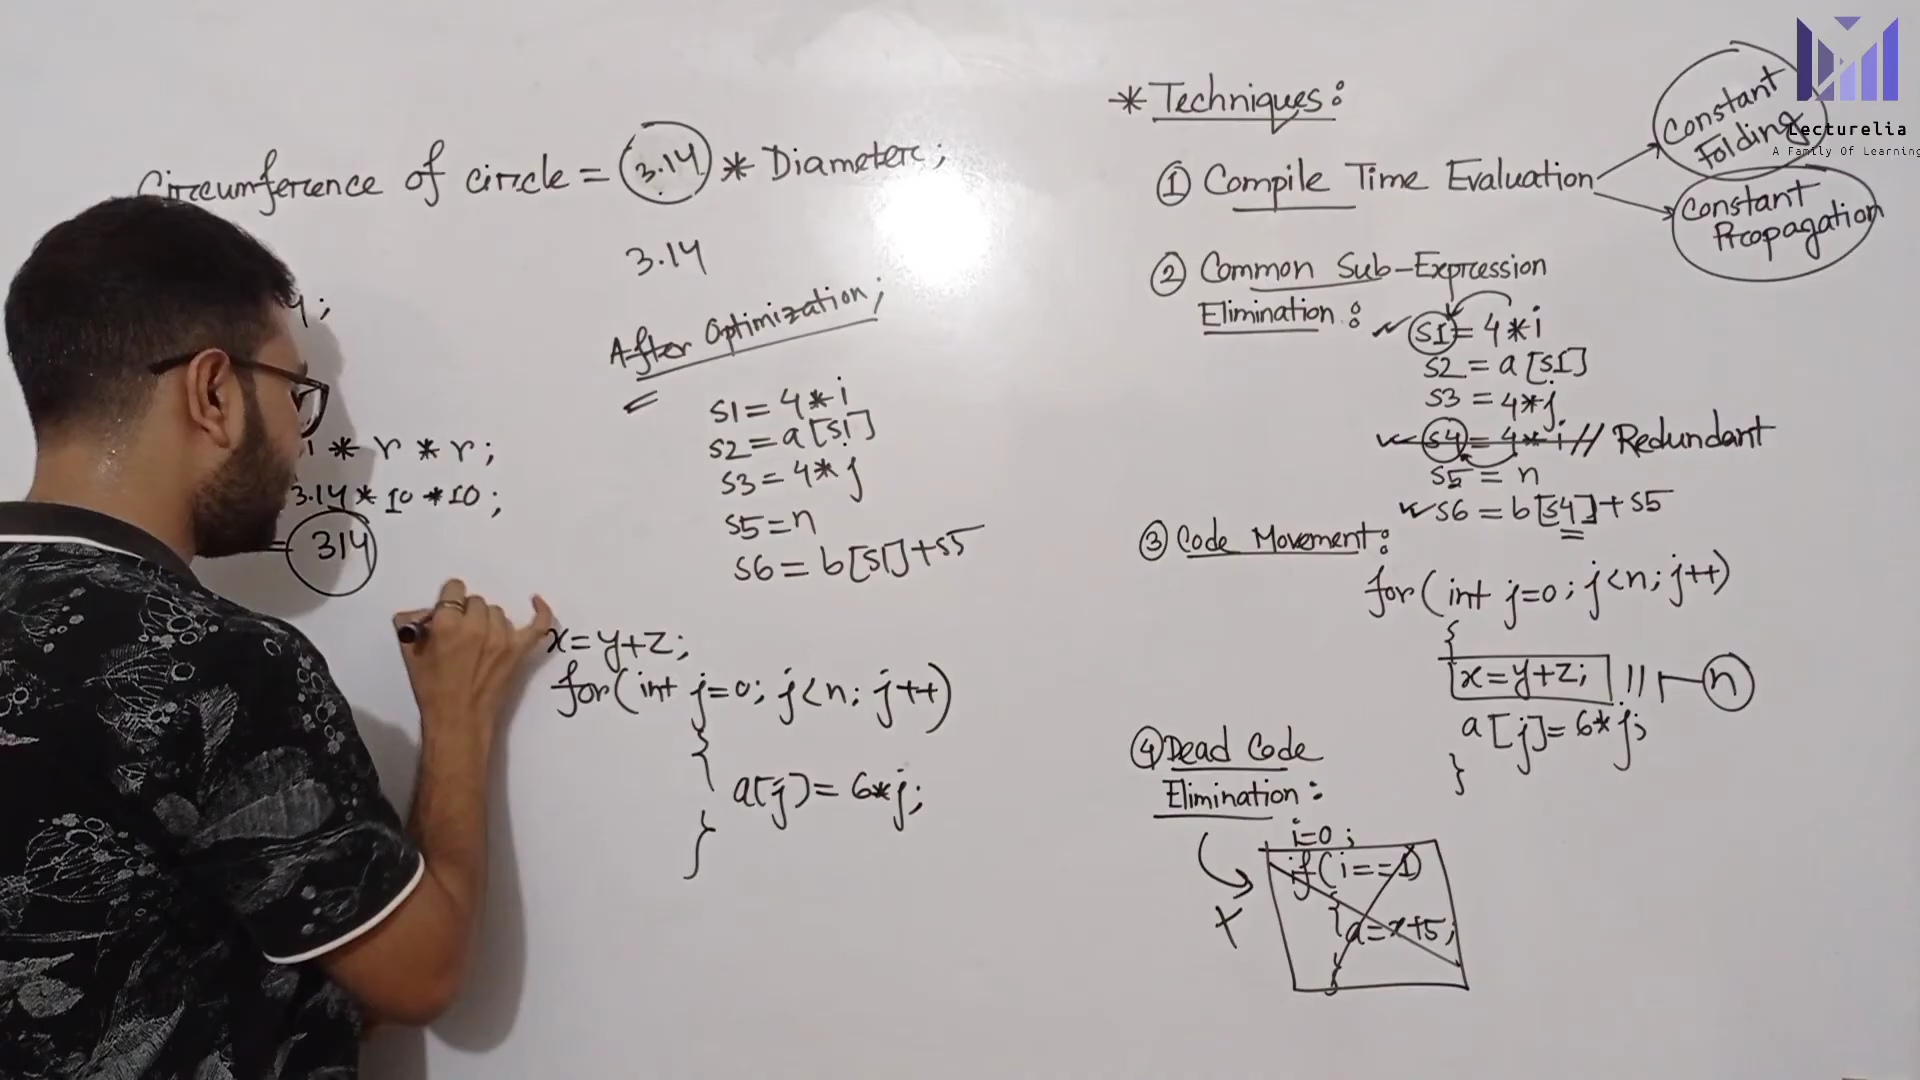 Circumference of circle = 3.14 * Diameter;
3.14
After Optimization;
s1 = 4 * i
s2 = a[s1]
s3 = 4 * j
s5 = n
s6 = b[s1] + s5
* r * r;
3.14 * 10 * 10;
= 314
x = y + z;
for (int j=0; j<n; j++)
{
a[j] = 6*j;
}
* Techniques:
① Compile Time Evaluation
Constant Folding
Constant Propagation
② Common Sub-Expression
Elimination:
s1 = 4 * i
s2 = a[s1]
s3 = 4*j
s4 = 4 * i // Redundant
s5 = n
s6 = b[s4] + s5
③ Code Movement:
for (int j=0; j<n; j++)
{
x = y+z; // n
a[j] = 6*j;
}
④ Dead Code
Elimination:
i=0;
if (i==1)
{
a=x+5;
}
X
Lecturelia
A Family Of Learning